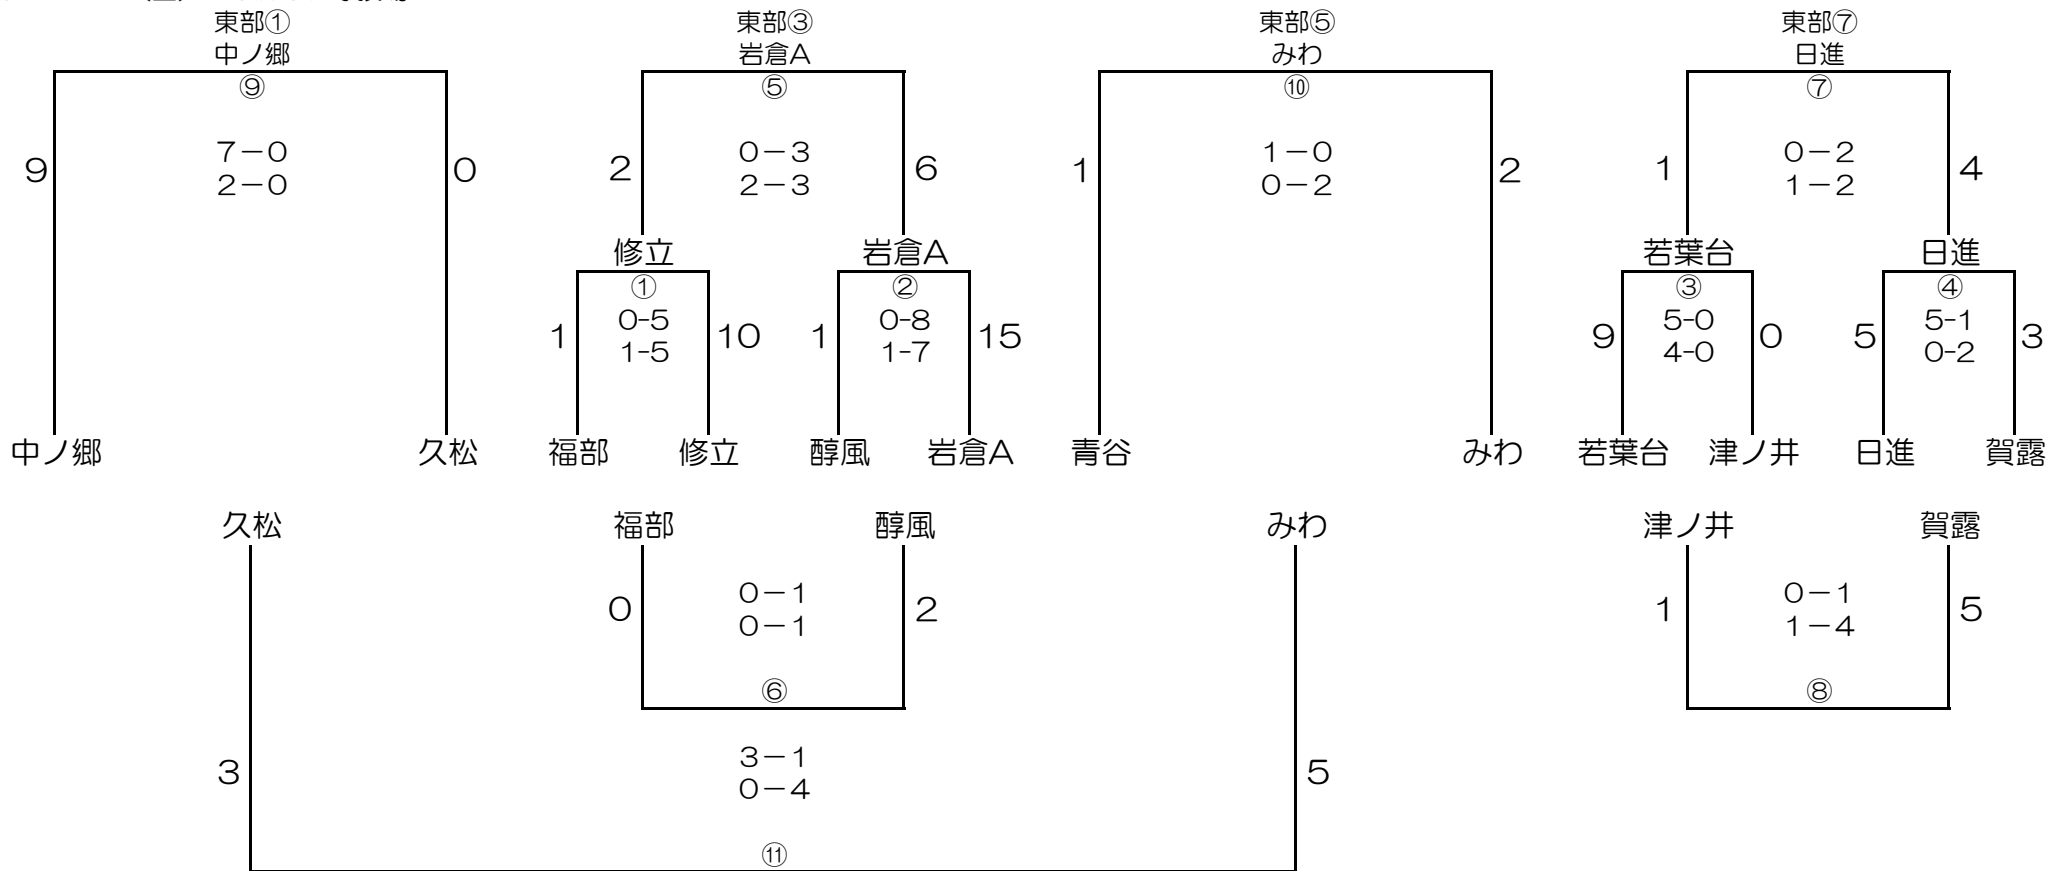 東部① 東部③ 東部⑤ 東部⑦
中ノ郷 岩倉A みわ 日進
⑨ ⑤ ⑩ ⑦
7－0 0－3 1－0 0－2
9 0 2 6 1 2 1 4
2－0 2－3 0－2 1－2
修立 岩倉A 若葉台 日進
① ② ③ ④
0-5 0-8 5-0 5-1
1 10 1 15 9 0 5 3
1-5 1-7 4-0 0-2
中ノ郷 久松 福部 修立 醇風 岩倉A 青谷 みわ 若葉台 津ノ井 日進 賀露
久松 福部 醇風 みわ 津ノ井 賀露
0－1 0－1
0 2 1 5
0－1 1－4
⑥ ⑧
3－1
3 5
0－4
⑪